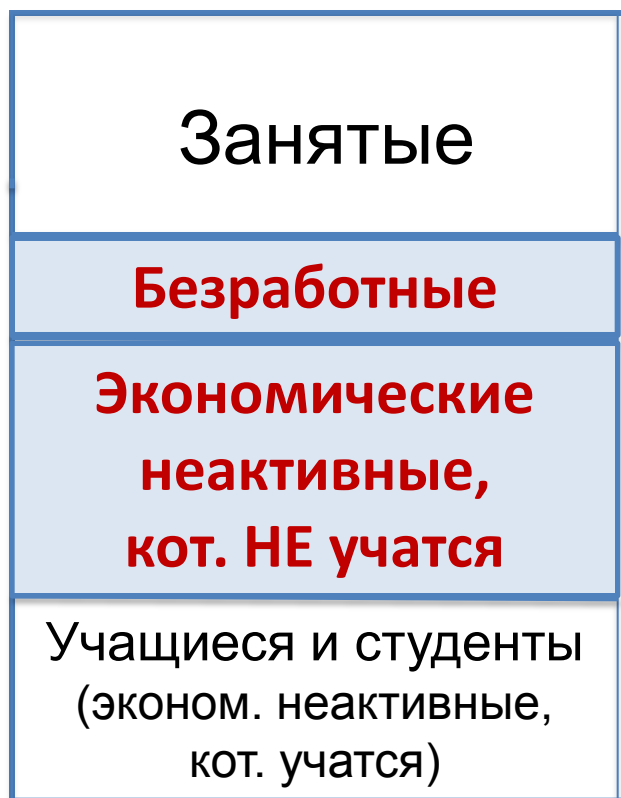 Занятые
Безработные
Экономические
неактивные,
кот. НЕ учатся
Учащиеся и студенты
(эконом. неактивные,
кот. учатся)